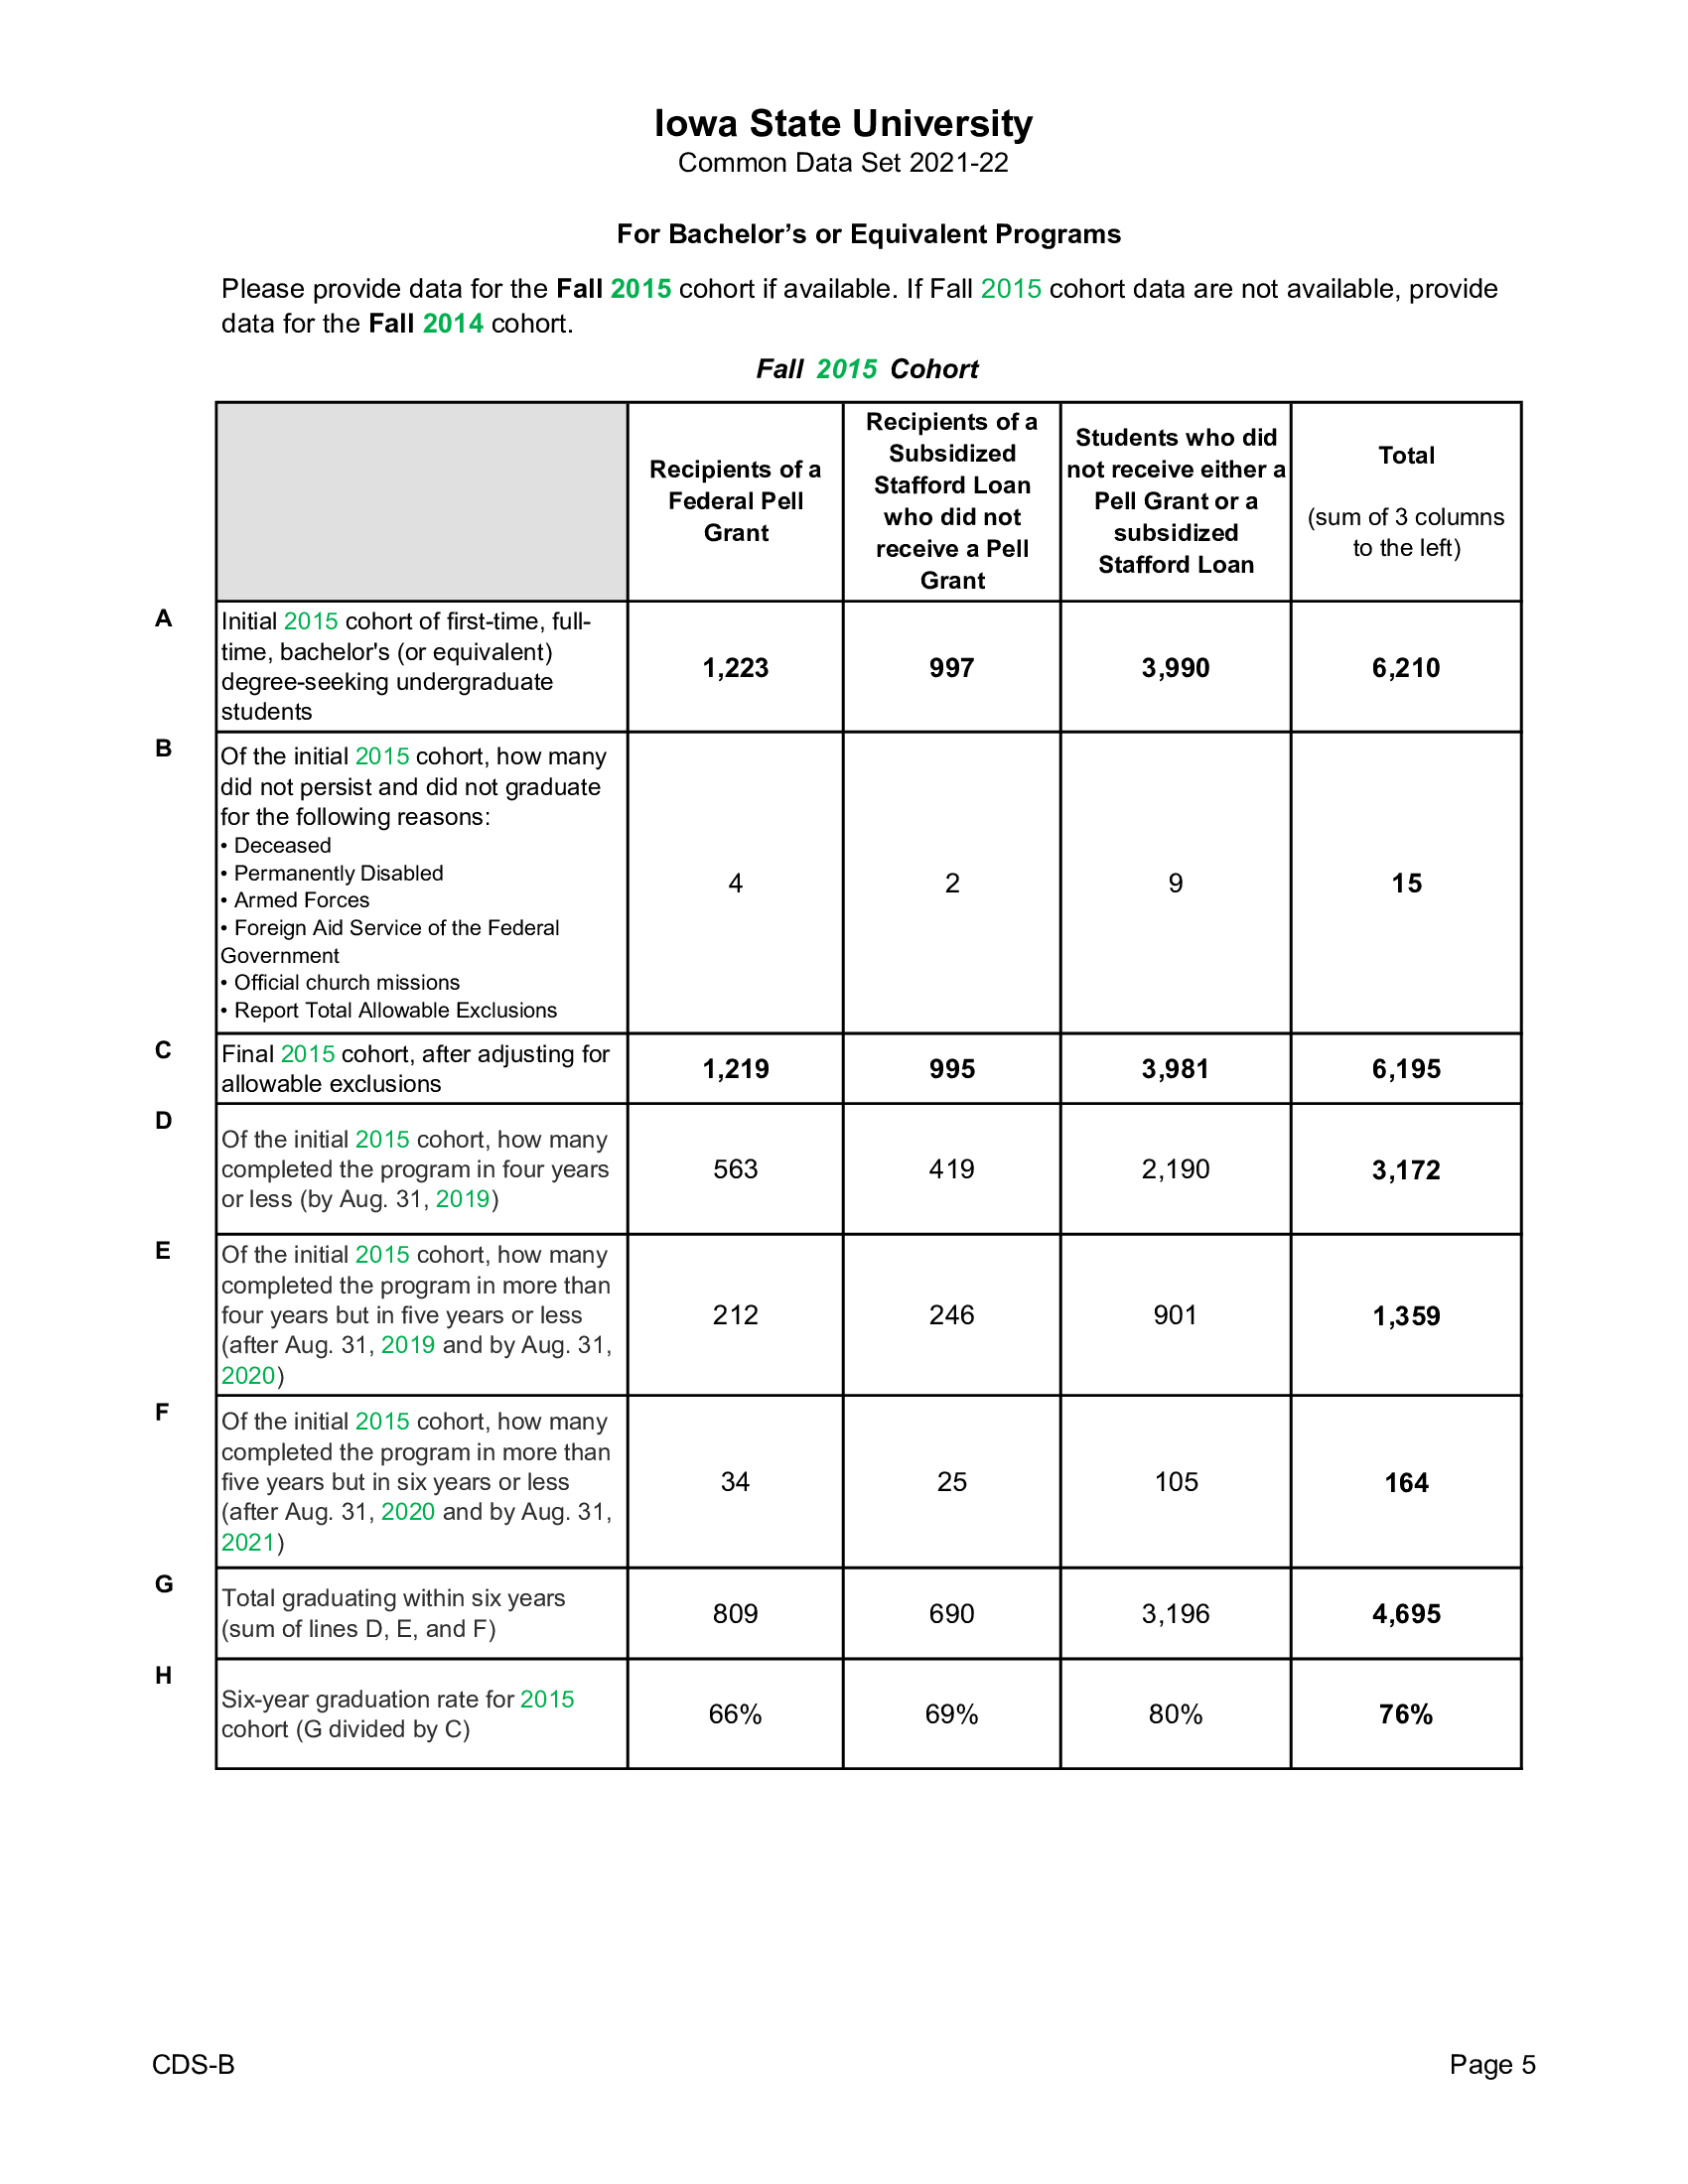 Iowa State University
Common Data Set 2021-22
For Bachelor’s or Equivalent Programs
Please provide data for the Fall 2015 cohort if available. If Fall 2015 cohort data are not available, provide
data for the Fall 2014 cohort.
Fall 2015 Cohort
Recipients of a
Federal Pell
Grant
Recipients of a
Subsidized
Stafford Loan
who did not
receive a Pell
Grant
Students who did
not receive either a
Pell Grant or a
subsidized
Stafford Loan
Total
(sum of 3 columns
to the left)
A
Initial 2015 cohort of first-time, full-
time, bachelor's (or equivalent)
degree-seeking undergraduate
students
1,223
997
3,990
6,210
B
Of the initial 2015 cohort, how many
did not persist and did not graduate
for the following reasons:
• Deceased
• Permanently Disabled
• Armed Forces
• Foreign Aid Service of the Federal
Government
• Official church missions
• Report Total Allowable Exclusions
4
2
9
15
C
Final 2015 cohort, after adjusting for
allowable exclusions
1,219
995
3,981
6,195
D
Of the initial 2015 cohort, how many
completed the program in four years
or less (by Aug. 31, 2019)
563
419
2,190
3,172
E
Of the initial 2015 cohort, how many
completed the program in more than
four years but in five years or less
(after Aug. 31, 2019 and by Aug. 31,
2020)
212
246
901
1,359
F
Of the initial 2015 cohort, how many
completed the program in more than
five years but in six years or less
(after Aug. 31, 2020 and by Aug. 31,
2021)
34
25
105
164
G
Total graduating within six years
(sum of lines D, E, and F)
809
690
3,196
4,695
H
Six-year graduation rate for 2015
cohort (G divided by C)
66%
69%
80%
76%
CDS-B
Page 5